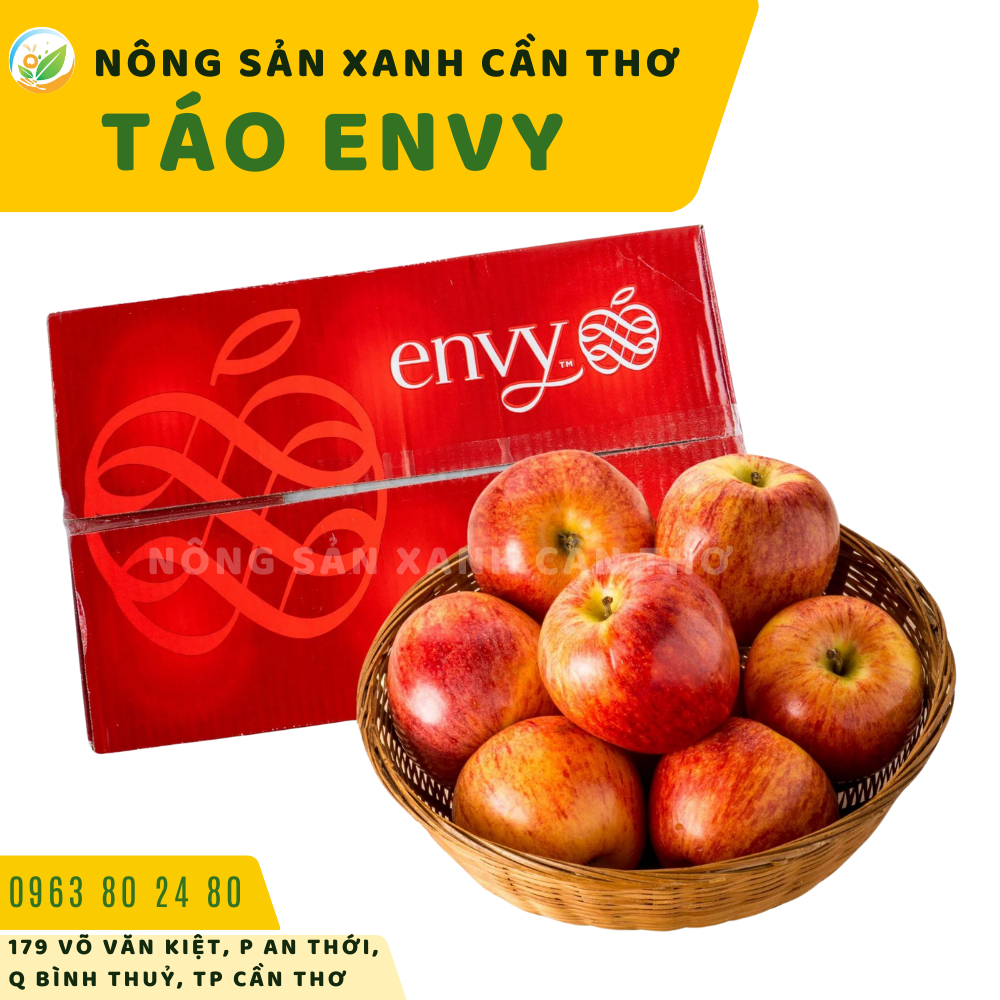 NÔNG SẢN XANH CẦN THƠ
TÁO ENVY
envy™
NÔNG SẢN XANH CẦN THƠ
0963 80 24 80
179 VÕ VĂN KIỆT, P AN THỚI,
Q BÌNH THUỶ, TP CẦN THƠ